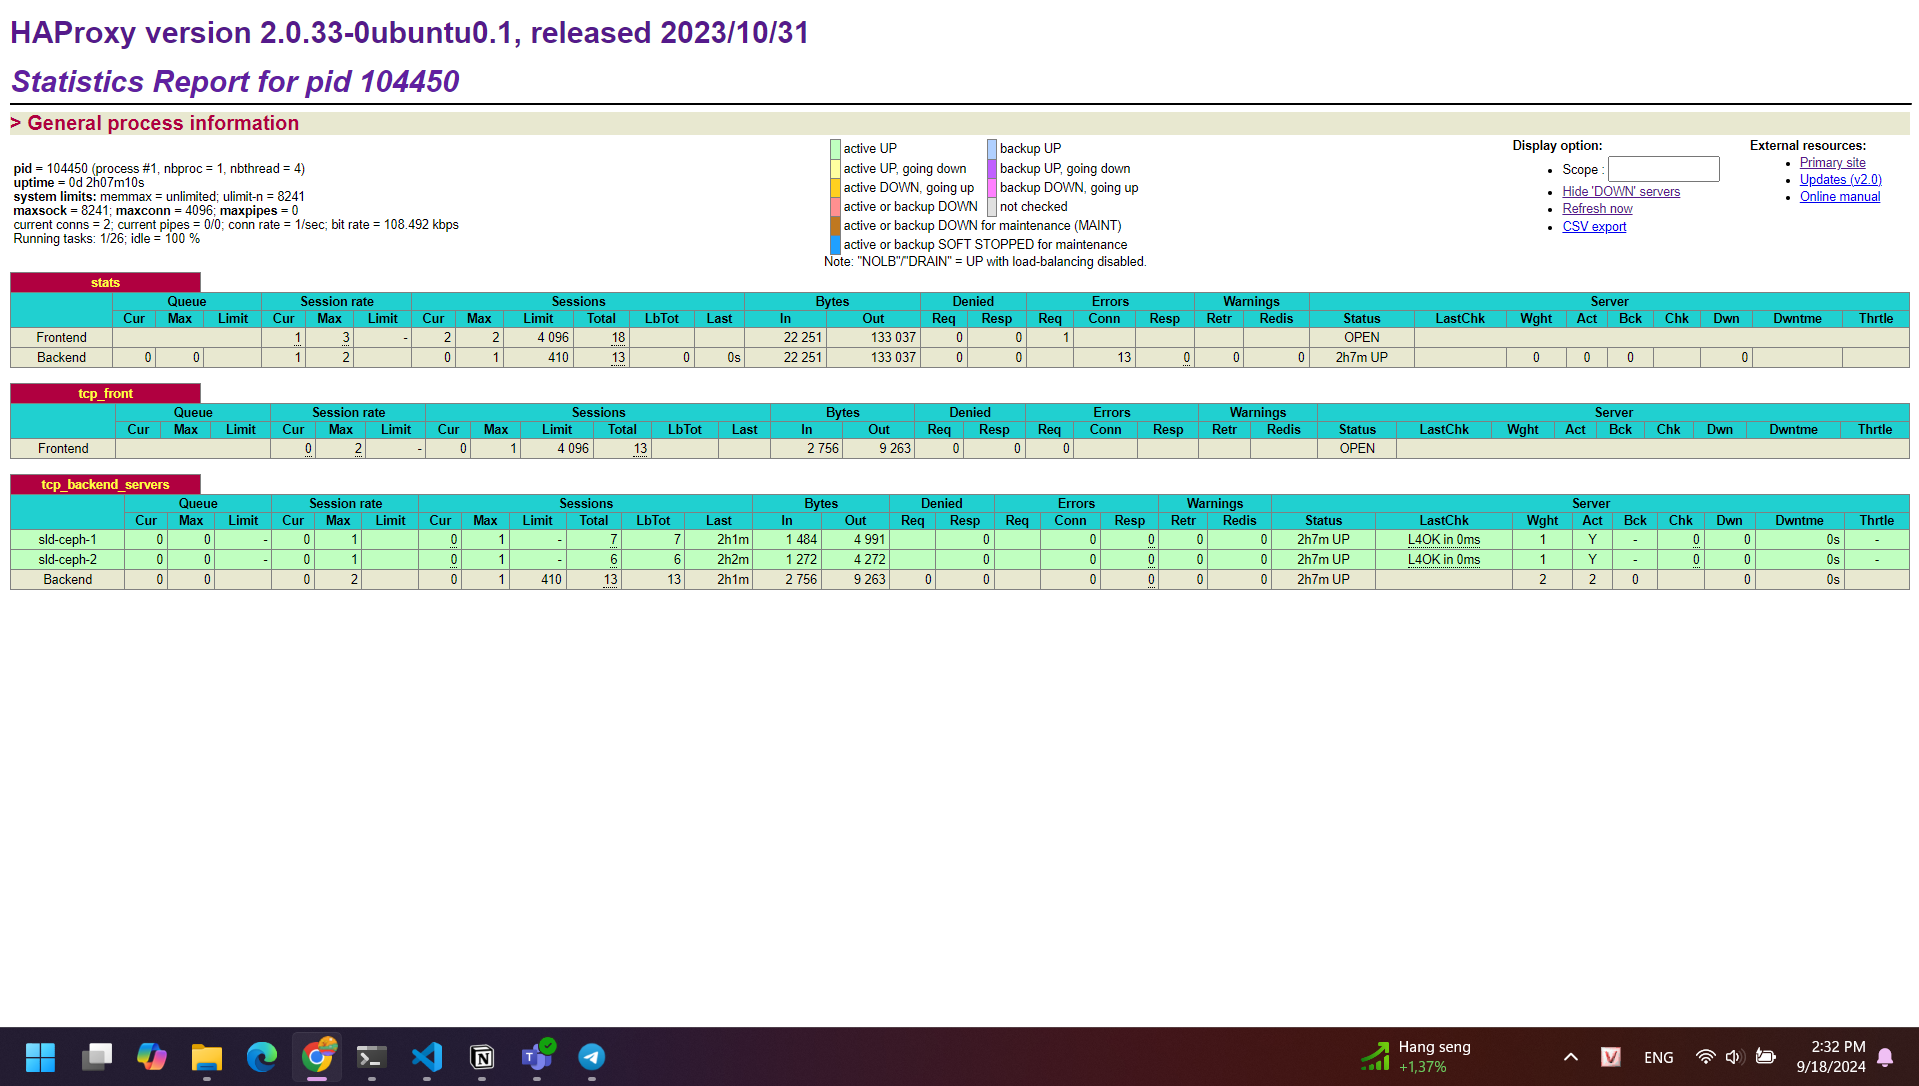 HAProxy version 2.0.33-0ubuntu0.1, released 2023/10/31
Statistics Report for pid 104450
> General process information
pid = 104450 (process #1, nbproc = 1, nbthread = 4)
uptime = 0d 2h07m10s
system limits: memmax = unlimited; ulimit-n = 8241
maxsock = 8241; maxconn = 4096; maxpipes = 0
current conns = 2; current pipes = 0/0; conn rate = 1/sec; bit rate = 108.492 kbps
Running tasks: 1/26; idle = 100 %
active UP backup UP
active UP, going down backup UP, going down
active DOWN, going up backup DOWN, going up
active or backup DOWN not checked
active or backup DOWN for maintenance (MAINT)
active or backup SOFT STOPPED for maintenance
Note: "NOLB"/"DRAIN" = UP with load-balancing disabled.
Display option:
• Scope :
• Hide 'DOWN' servers
• Refresh now
• CSV export
External resources:
• Primary site
• Updates (v2.0)
• Online manual
stats
Queue Session rate Sessions Bytes Denied Errors Warnings Server
Cur Max Limit Cur Max Limit Cur Max Limit Total LbTot Last In Out Req Resp Req Conn Resp Retr Redis Status LastChk Wght Act Bck Chk Dwn Dwntme Thrtle
Frontend 1 3 - 2 2 4 096 18 22 251 133 037 0 0 1 OPEN
Backend 0 0 1 2 0 1 410 13 0 0s 22 251 133 037 0 0 13 0 0 0 2h7m UP 0 0 0 0
tcp_front
Queue Session rate Sessions Bytes Denied Errors Warnings Server
Cur Max Limit Cur Max Limit Cur Max Limit Total LbTot Last In Out Req Resp Req Conn Resp Retr Redis Status LastChk Wght Act Bck Chk Dwn Dwntme Thrtle
Frontend 0 2 - 0 1 4 096 13 2 756 9 263 0 0 0 OPEN
tcp_backend_servers
Queue Session rate Sessions Bytes Denied Errors Warnings Server
Cur Max Limit Cur Max Limit Cur Max Limit Total LbTot Last In Out Req Resp Req Conn Resp Retr Redis Status LastChk Wght Act Bck Chk Dwn Dwntme Thrtle
sld-ceph-1 0 0 - 0 1 0 1 - 7 7 2h1m 1 484 4 991 0 0 0 0 0 2h7m UP L4OK in 0ms 1 Y - 0 0 0s -
sld-ceph-2 0 0 - 0 1 0 1 - 6 6 2h2m 1 272 4 272 0 0 0 0 0 2h7m UP L4OK in 0ms 1 Y - 0 0 0s -
Backend 0 0 0 2 0 1 410 13 13 2h1m 2 756 9 263 0 0 0 0 0 0 2h7m UP 2 2 0 0 0s
Hang seng
+1,37%
V
ENG
2:32 PM
9/18/2024